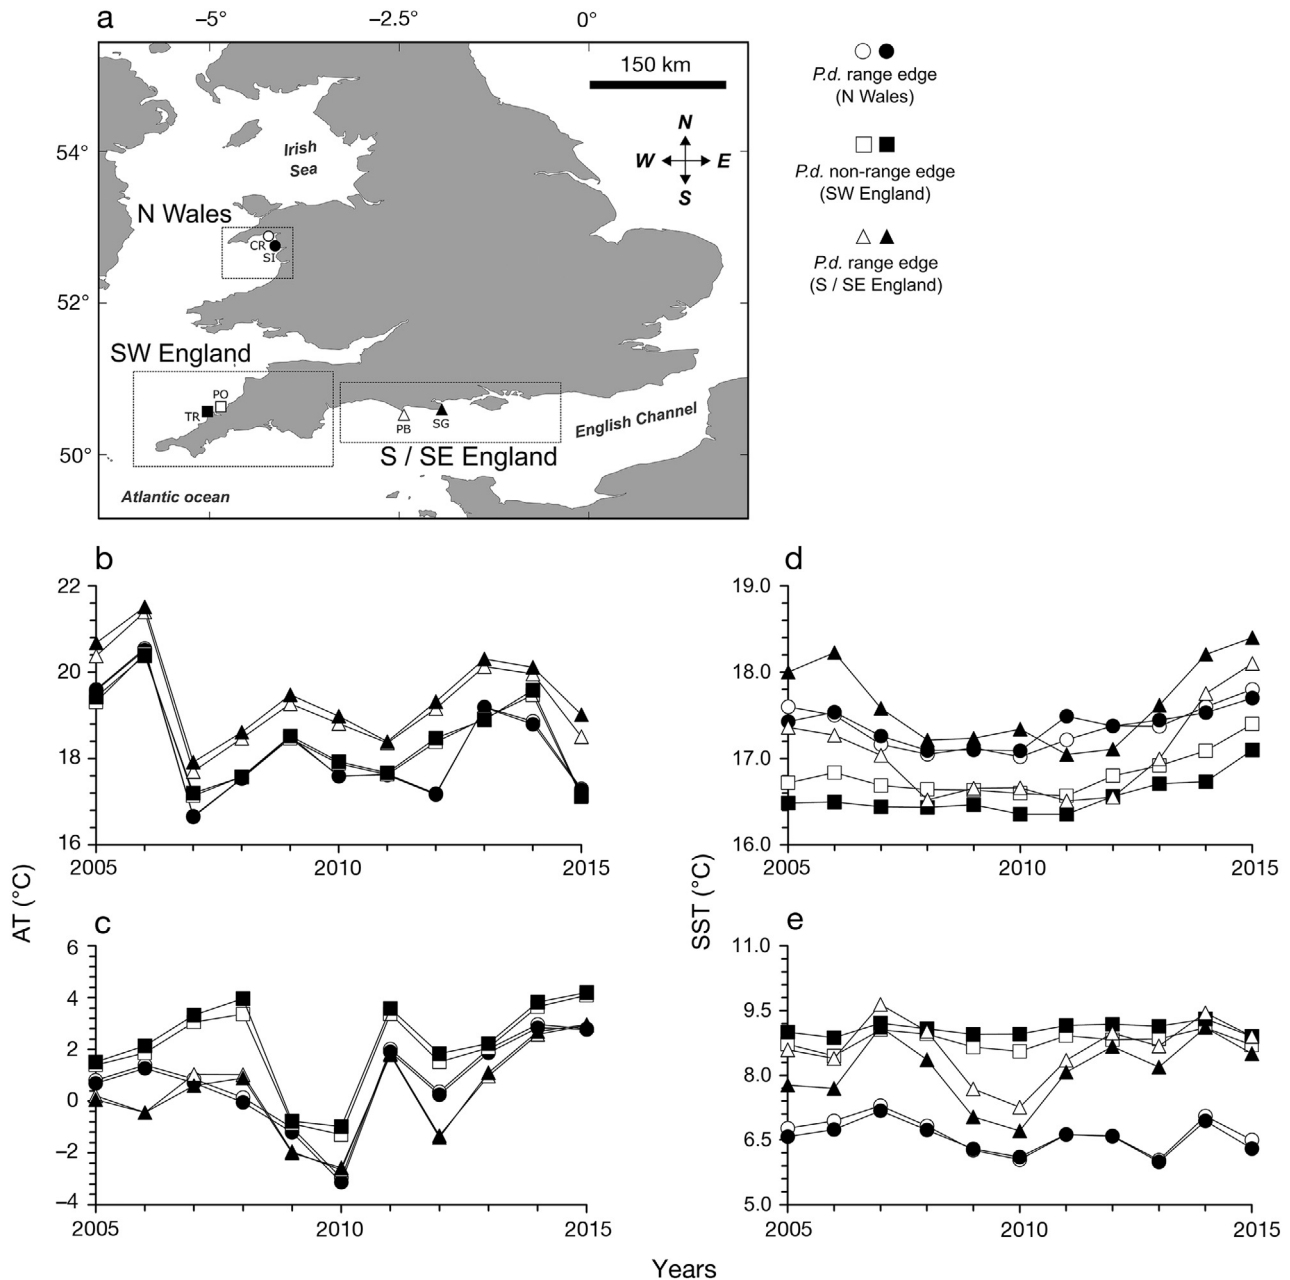 a
−5°
−2.5°
0°
150 km
N
W
E
S
54°
52°
50°
Irish
Sea
N Wales
CR
SI
SW England
PO
TR
PB
SG
S / SE England
English Channel
Atlantic ocean
P.d. range edge
(N Wales)
P.d. non-range edge
(SW England)
P.d. range edge
(S / SE England)
b
22
20
18
16
2005
2010
2015
c
6
4
2
0
−2
−4
2005
2010
2015
AT (°C)
d
19.0
18.0
17.0
16.0
2005
2010
2015
e
11.0
9.5
8.0
6.5
5.0
2005
2010
2015
SST (°C)
Years